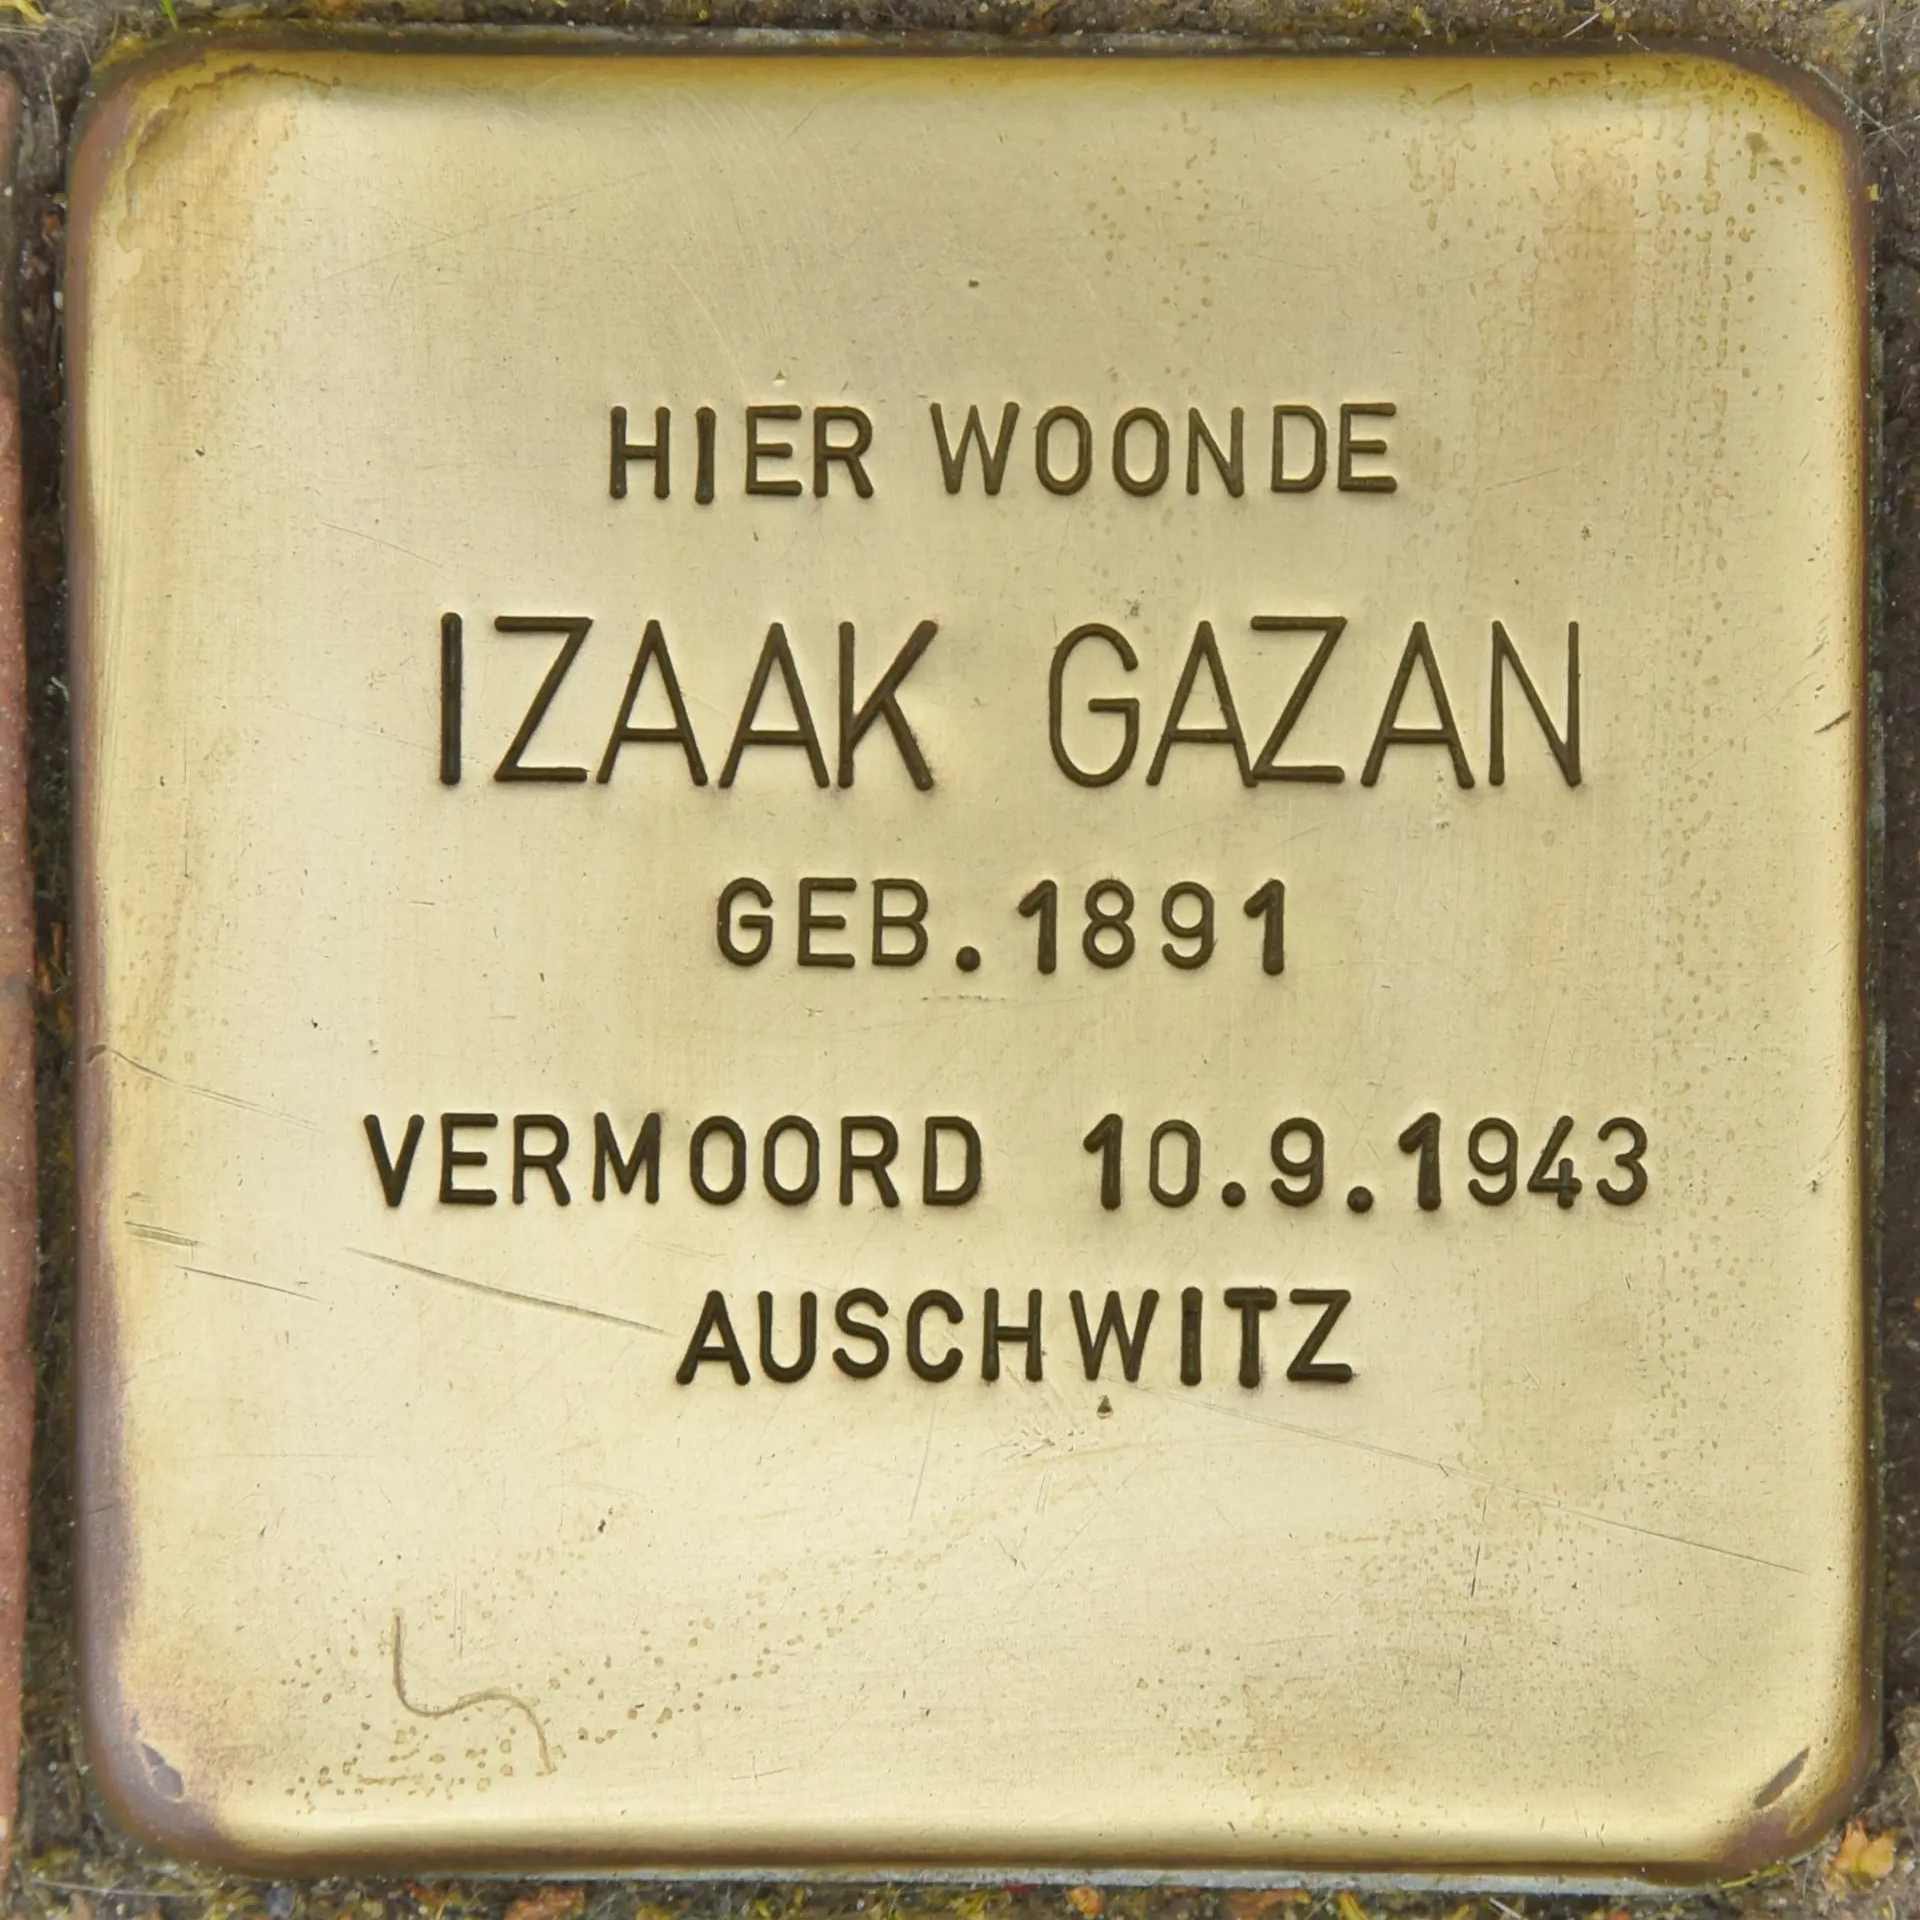 HIER WOONDE
IZAAK GAZAN
GEB. 1891
VERMOORD 10.9.1943
AUSCHWITZ